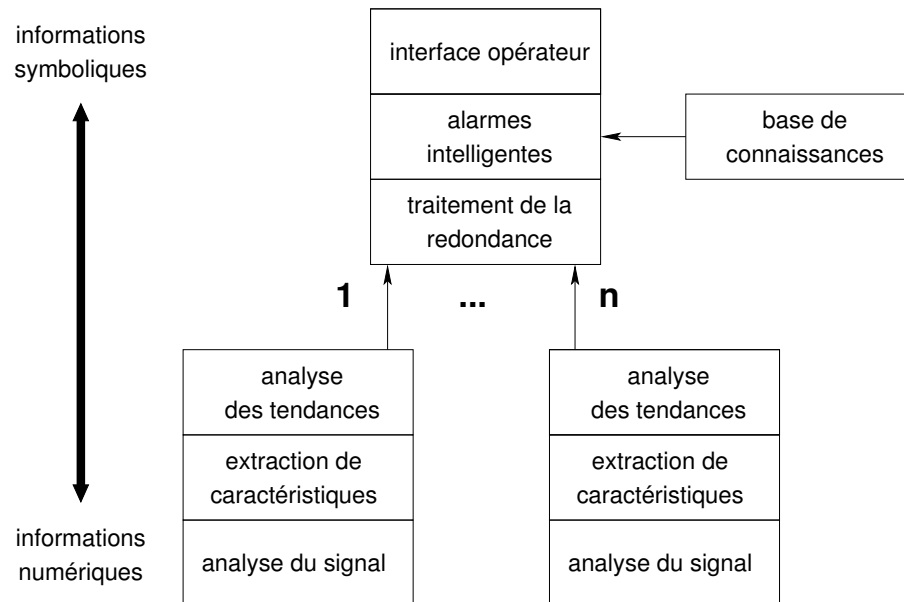 informations
symboliques
interface opérateur
alarmes
intelligentes
base de
connaissances
traitement de la
redondance
1 ... n
analyse
des tendances
analyse
des tendances
extraction de
caractéristiques
extraction de
caractéristiques
informations
numériques
analyse du signal
analyse du signal